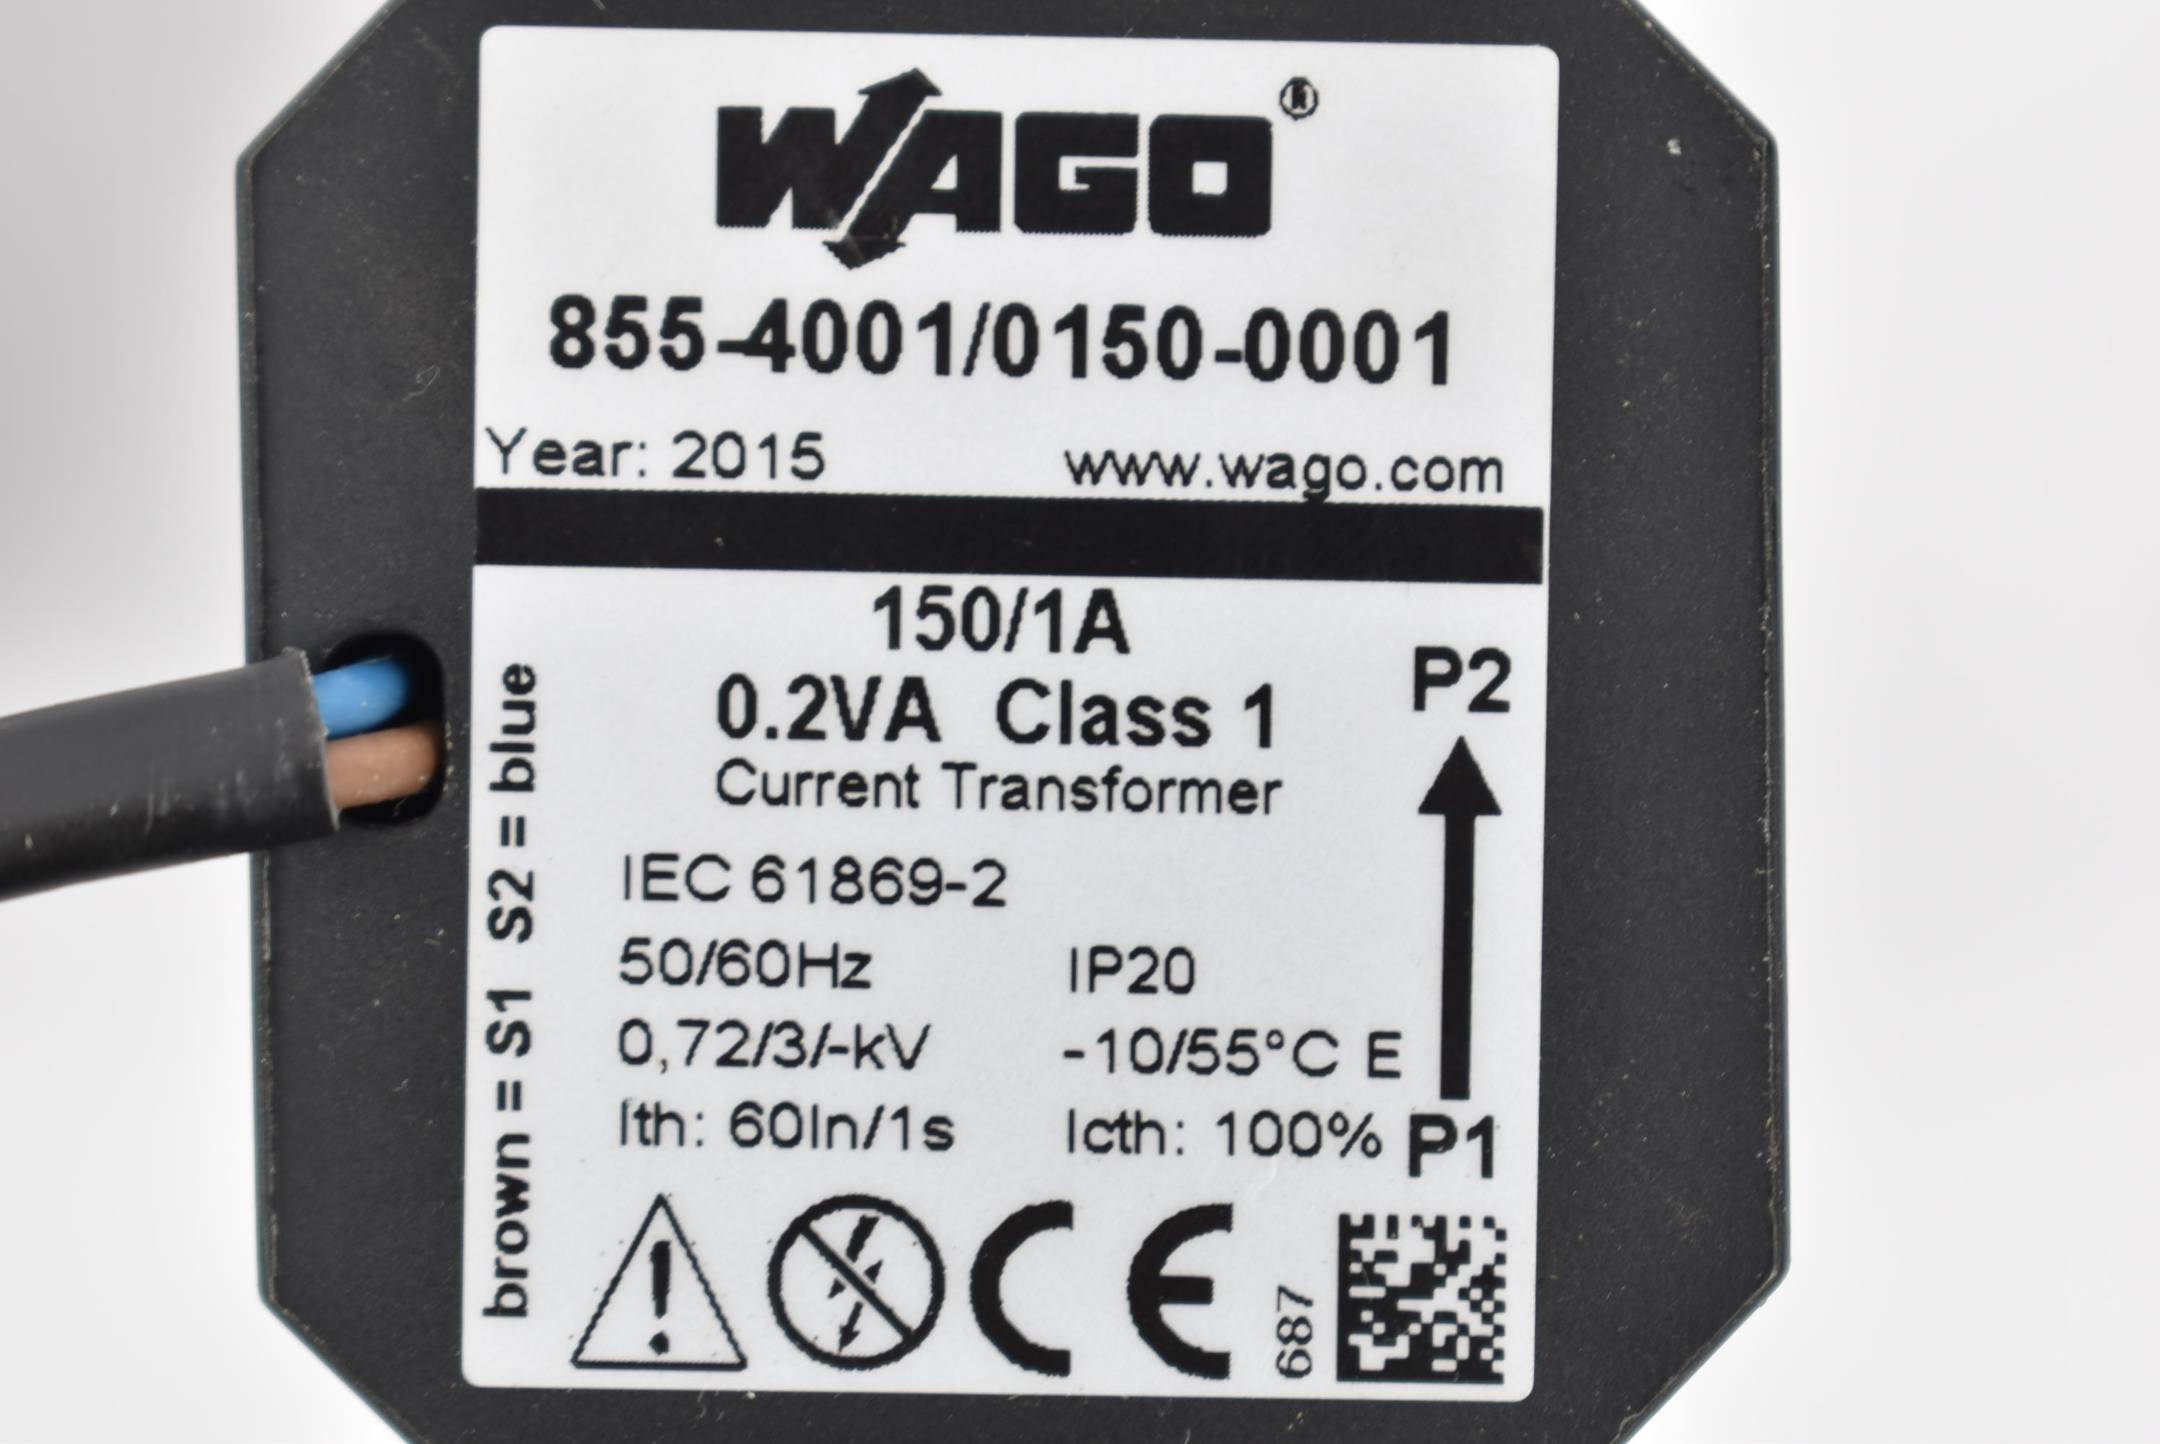 WAGO®
855-4001/0150-0001
Year: 2015 www.wago.com
150/1A
0.2VA Class 1
Current Transformer
IEC 61869-2
50/60Hz IP20
0,72/3/-kV -10/55°C E
Ith: 60In/1s Icth: 100%
P2
P1
brown = S1 S2 = blue
CE
687